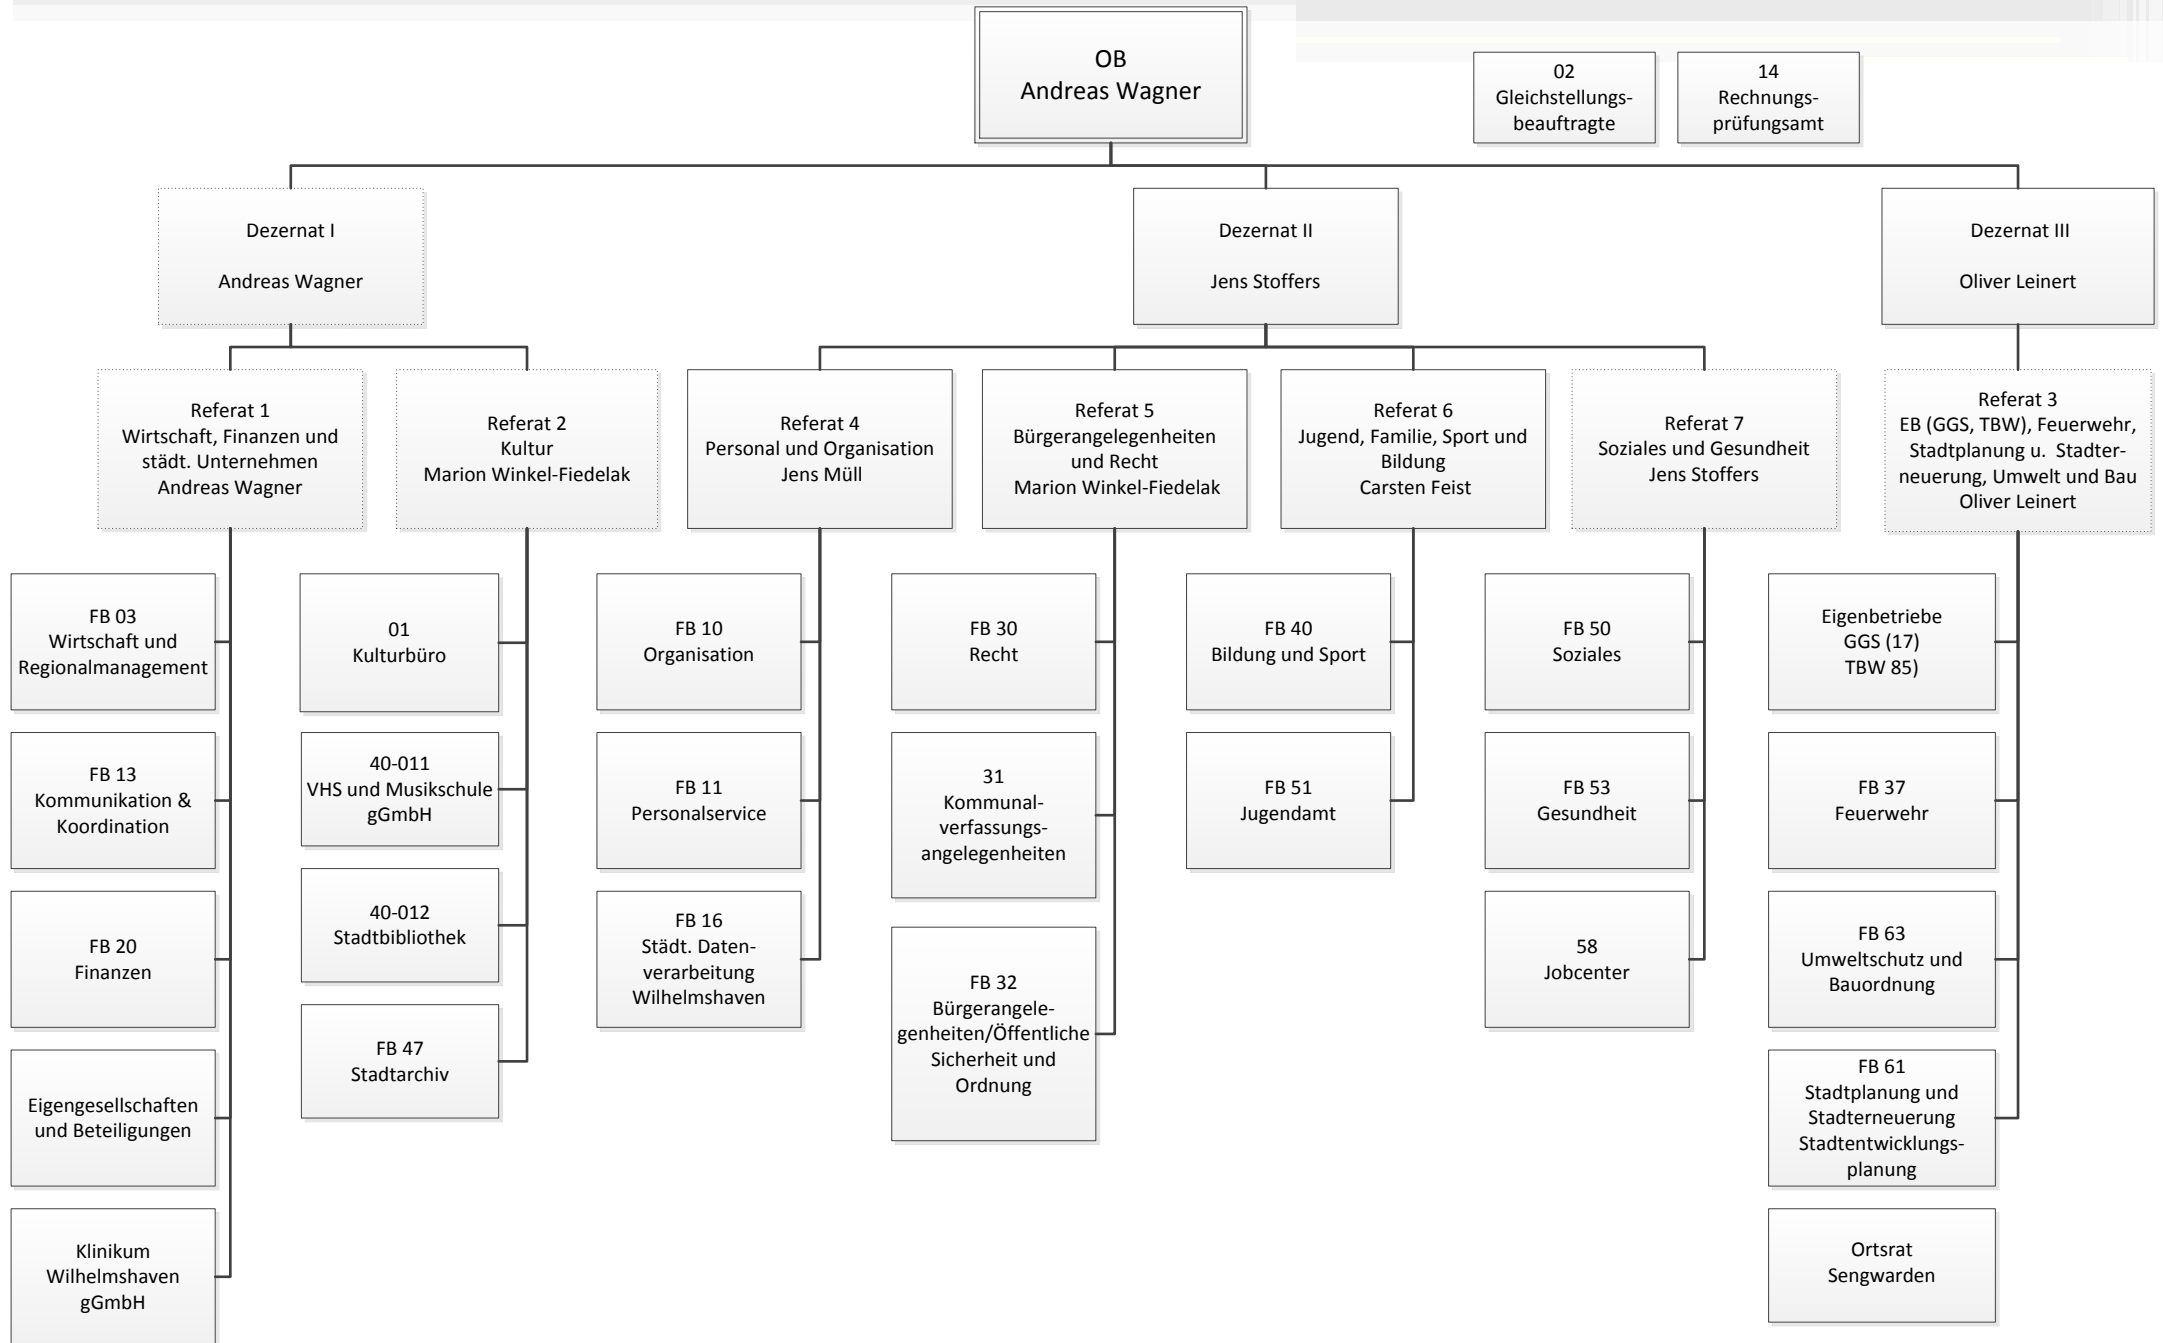 OB
Andreas Wagner
02
Gleichstellungs-
beauftragte
14
Rechnungs-
prüfungsamt
Dezernat I
Andreas Wagner
Dezernat II
Jens Stoffers
Dezernat III
Oliver Leinert
Referat 1
Wirtschaft, Finanzen und
städt. Unternehmen
Andreas Wagner
Referat 2
Kultur
Marion Winkel-Fiedelak
Referat 4
Personal und Organisation
Jens Müll
Referat 5
Bürgerangelegenheiten
und Recht
Marion Winkel-Fiedelak
Referat 6
Jugend, Familie, Sport und
Bildung
Carsten Feist
Referat 7
Soziales und Gesundheit
Jens Stoffers
Referat 3
EB (GGS, TBW), Feuerwehr,
Stadtplanung u. Stadter-
neuerung, Umwelt und Bau
Oliver Leinert
FB 03
Wirtschaft und
Regionalmanagement
FB 13
Kommunikation &
Koordination
FB 20
Finanzen
Eigengesellschaften
und Beteiligungen
Klinikum
Wilhelmshaven
gGmbH
01
Kulturbüro
40-011
VHS und Musikschule
gGmbH
40-012
Stadtbibliothek
FB 47
Stadtarchiv
FB 10
Organisation
FB 11
Personalservice
FB 16
Städt. Daten-
verarbeitung
Wilhelmshaven
FB 30
Recht
31
Kommunal-
verfassungs-
angelegenheiten
FB 32
Bürgerangele-
genheiten/Öffentliche
Sicherheit und
Ordnung
FB 40
Bildung und Sport
FB 51
Jugendamt
FB 50
Soziales
FB 53
Gesundheit
58
Jobcenter
Eigenbetriebe
GGS (17)
TBW 85)
FB 37
Feuerwehr
FB 63
Umweltschutz und
Bauordnung
FB 61
Stadtplanung und
Stadterneuerung
Stadtentwicklungs-
planung
Ortsrat
Sengwarden